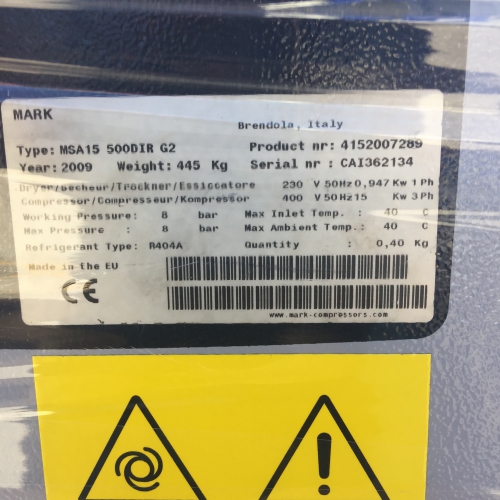 MARK
Brendola, Italy
Type: MSA15 500DIR G2 Product nr: 4152007289
Year: 2009 Weight: 445 Kg Serial nr : CAI362134
Dryer/Secheur/Trockner/Essiccatore 230 V 50Hz 0,947 Kw 1 Ph
Compressor/Compresseur/Kompressor 400 V 50Hz 15 Kw 3 Ph
Working Pressure: 8 bar Max Inlet Temp. : 40 C
Max Pressure : 8 bar Max Ambient Temp.: 40 C
Refrigerant Type: R404A Quantity : 0,40 Kg
Made in the EU
CE
www.mark-compressors.com
!